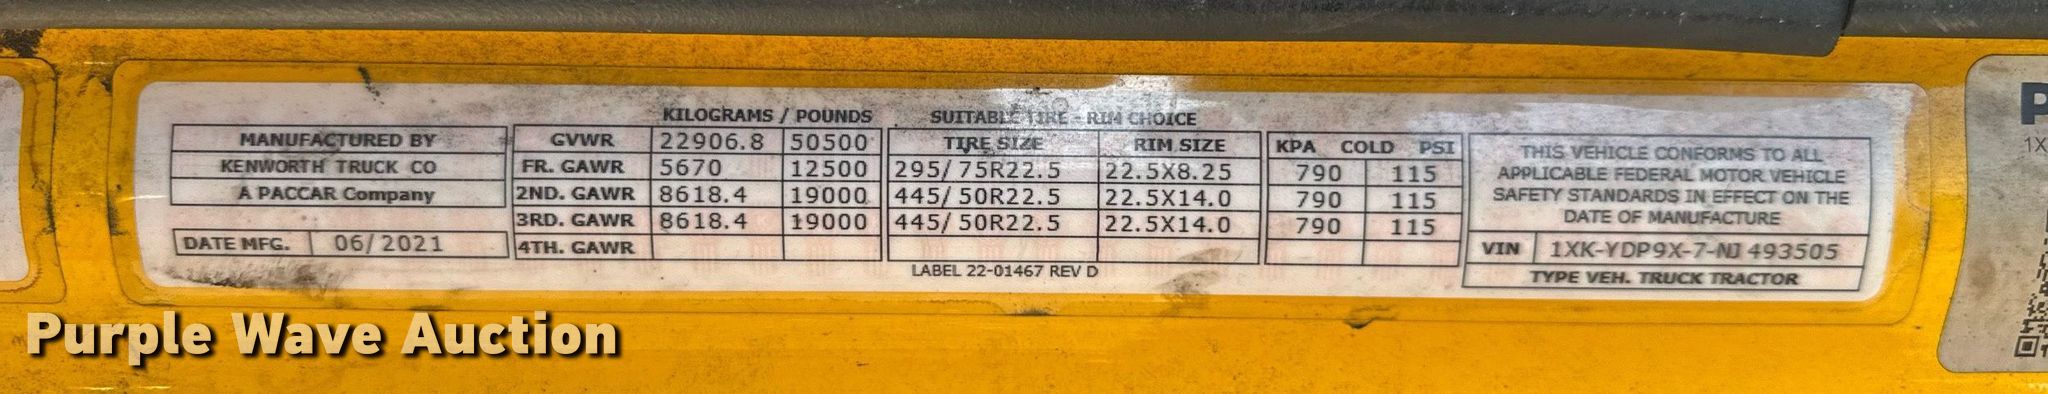 KILOGRAMS / POUNDS SUITABLE TIRE - RIM CHOICE
MANUFACTURED BY GVWR 22906.8 50500 TIRE SIZE RIM SIZE KPA COLD PSI
KENWORTH TRUCK CO FR. GAWR 5670 12500 295/75R22.5 22.5X8.25 790 115
A PACCAR Company 2ND. GAWR 8618.4 19000 445/50R22.5 22.5X14.0 790 115
3RD. GAWR 8618.4 19000 445/50R22.5 22.5X14.0 790 115
DATE MFG. 06/2021 4TH. GAWR
THIS VEHICLE CONFORMS TO ALL
APPLICABLE FEDERAL MOTOR VEHICLE
SAFETY STANDARDS IN EFFECT ON THE
DATE OF MANUFACTURE
VIN 1XK-YDP9X-7-NJ 493505
TYPE VEH. TRUCK TRACTOR
LABEL 22-01467 REV D
P
1X
Purple Wave Auction